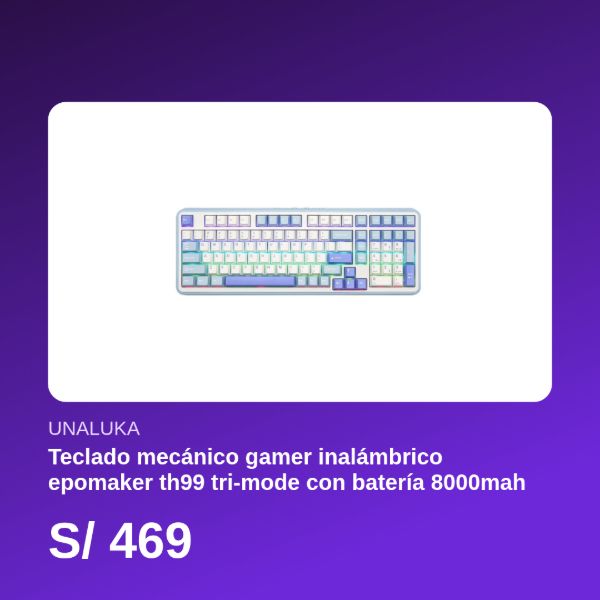 UNALUKA
Teclado mecánico gamer inalámbrico
epomaker th99 tri-mode con batería 8000mah
S/ 469